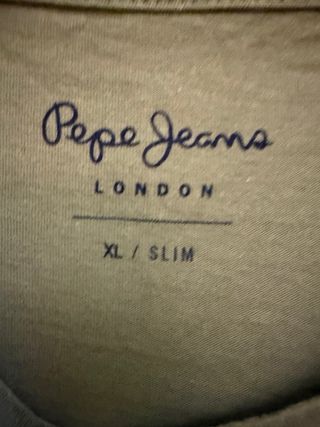 Pepe Jeans
LONDON
XL / SLIM